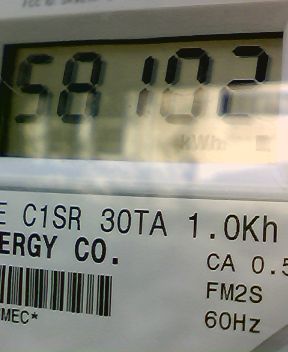 58102
kWh
E C1SR 30TA 1.0Kh
ERGY CO.
CA 0.5
FM2S
MEC*
60Hz